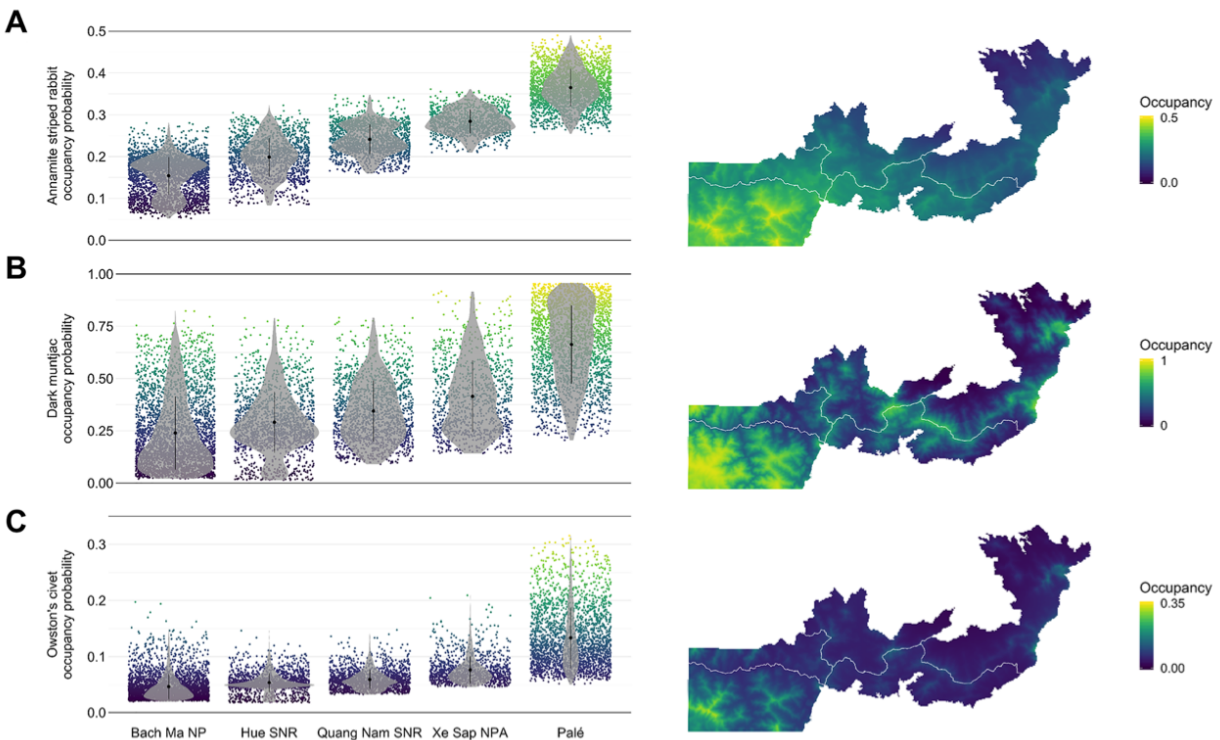 A
Annamite striped rabbit
occupancy probability
0.5
0.4
0.3
0.2
0.1
0.0
Occupancy
0.5
0.0
B
Dark muntjac
occupancy probability
1.00
0.75
0.50
0.25
0.00
Occupancy
1
0
C
Owston's civet
occupancy probability
0.3
0.2
0.1
0.0
Bach Ma NP Hue SNR Quang Nam SNR Xe Sap NPA Palé
Occupancy
0.35
0.00